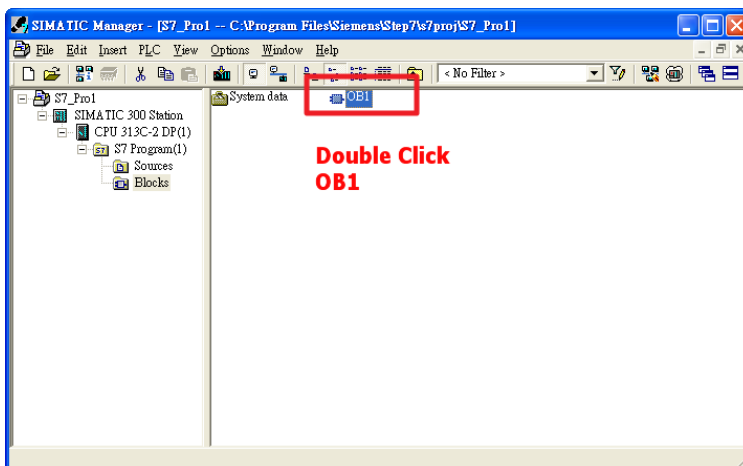 SIMATIC Manager - [S7_Pro1 -- C:\Program Files\Siemens\Step7\s7proj\S7_Pro1]
File Edit Insert PLC View Options Window Help
< No Filter >
S7_Pro1
SIMATIC 300 Station
CPU 313C-2 DP(1)
S7 Program(1)
Sources
Blocks
System data OB1
Double Click
OB1